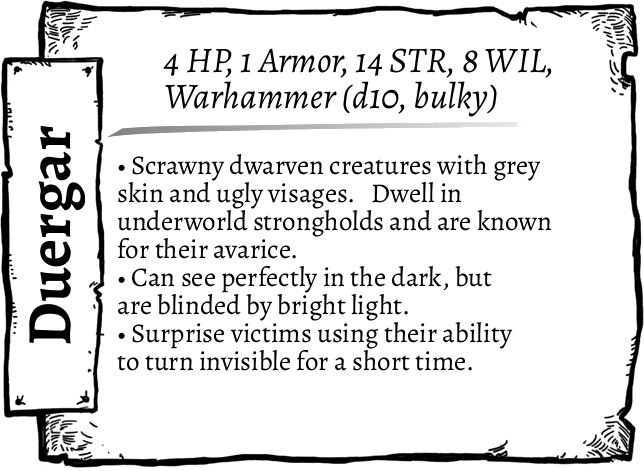 Duergar
4 HP, 1 Armor, 14 STR, 8 WIL,
Warhammer (d10, bulky)
• Scrawny dwarven creatures with grey
skin and ugly visages.   Dwell in
underworld strongholds and are known
for their avarice.
• Can see perfectly in the dark, but
are blinded by bright light.
• Surprise victims using their ability
to turn invisible for a short time.